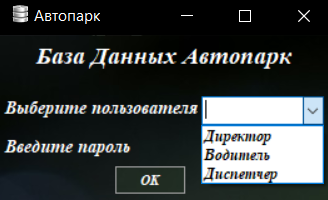 Автопарк
База Данных Автопарк
Выберите пользователя
Директор
Водитель
Диспетчер
Введите пароль
OK